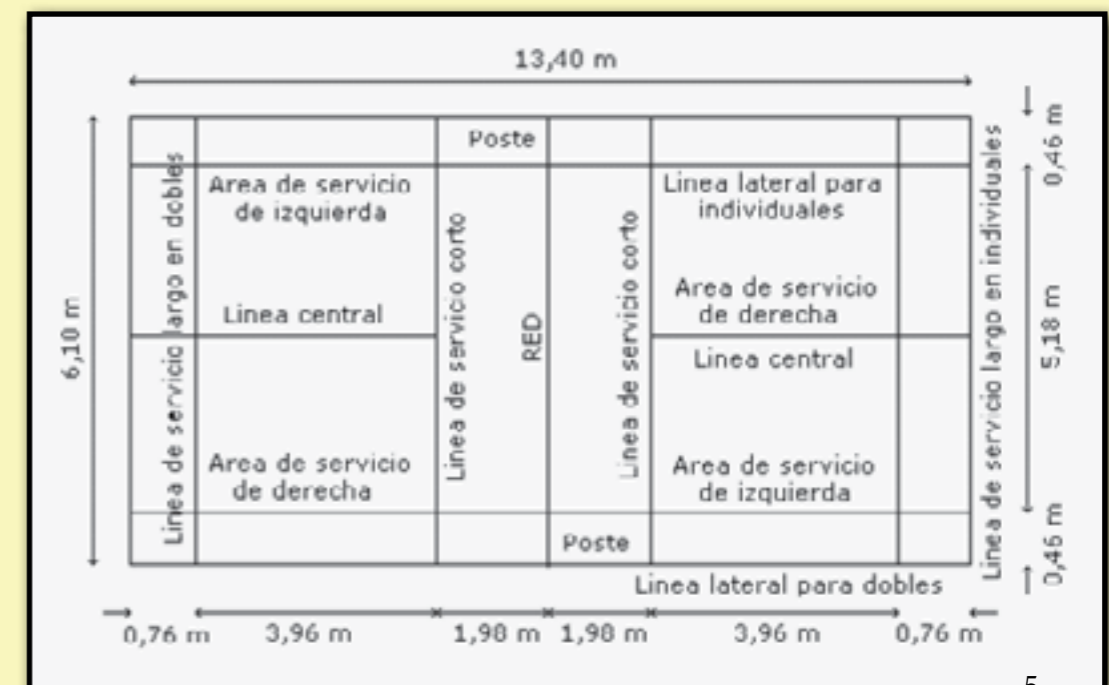 13,40 m
Poste
0,46 m
Area de servicio
de izquierda
Linea lateral para
individuales
Linea de servicio largo en dobles
Linea de servicio corto
Linea de servicio corto
Linea de servicio largo en individuales
Area de servicio
de derecha
Linea central
RED
6,10 m
5,18 m
Linea central
Area de servicio
de derecha
Area de servicio
de izquierda
Poste
0,46 m
Linea lateral para dobles
0,76 m
3,96 m
1,98 m
1,98 m
3,96 m
0,76 m
5